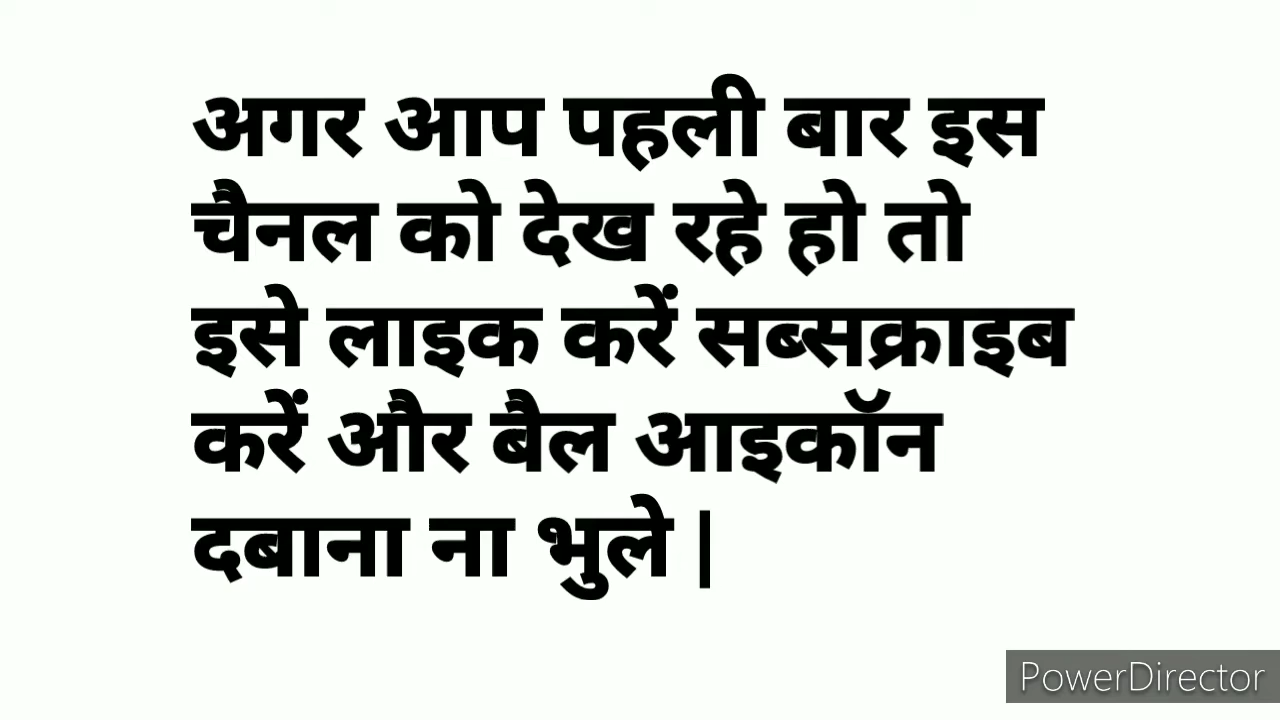 अगर आप पहली बार इस
चैनल को देख रहे हो तो
इसे लाइक करें सब्सक्राइब
करें और बैल आइकॉन
दबाना ना भुले |
PowerDirector